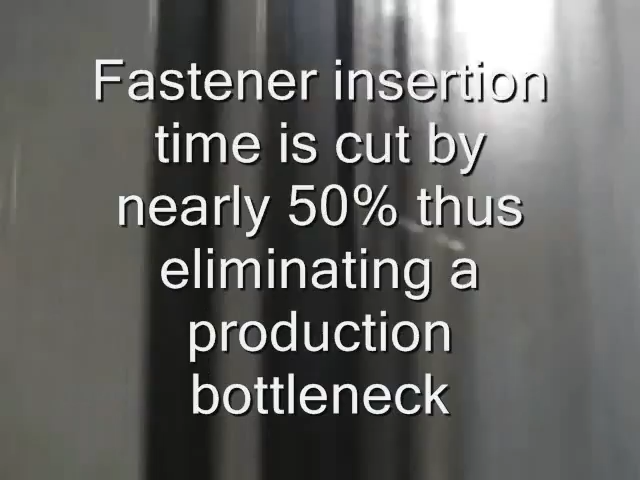 Fastener insertion
time is cut by
nearly 50% thus
eliminating a
production
bottleneck